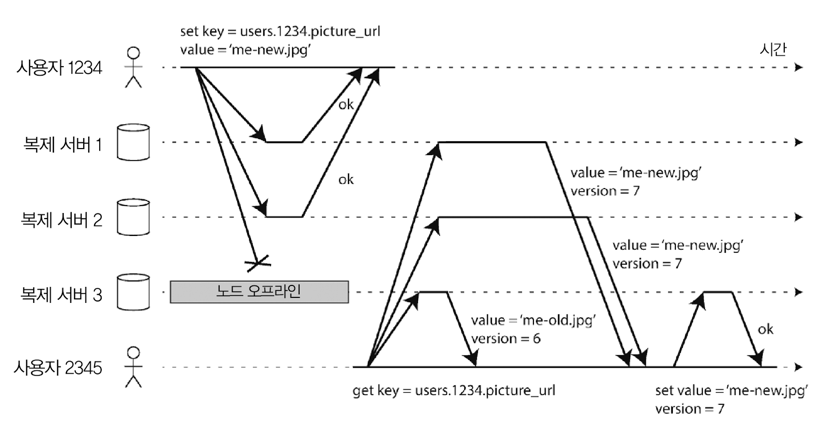 set key = users.1234.picture_url
value = ‘me-new.jpg’
시간
사용자 1234
ok
복제 서버 1
value = ‘me-new.jpg’
version = 7
ok
복제 서버 2
value = ‘me-new.jpg’
version = 7
복제 서버 3
노드 오프라인
value = ‘me-old.jpg’
version = 6
ok
사용자 2345
get key = users.1234.picture_url
set value = ‘me-new.jpg’
version = 7